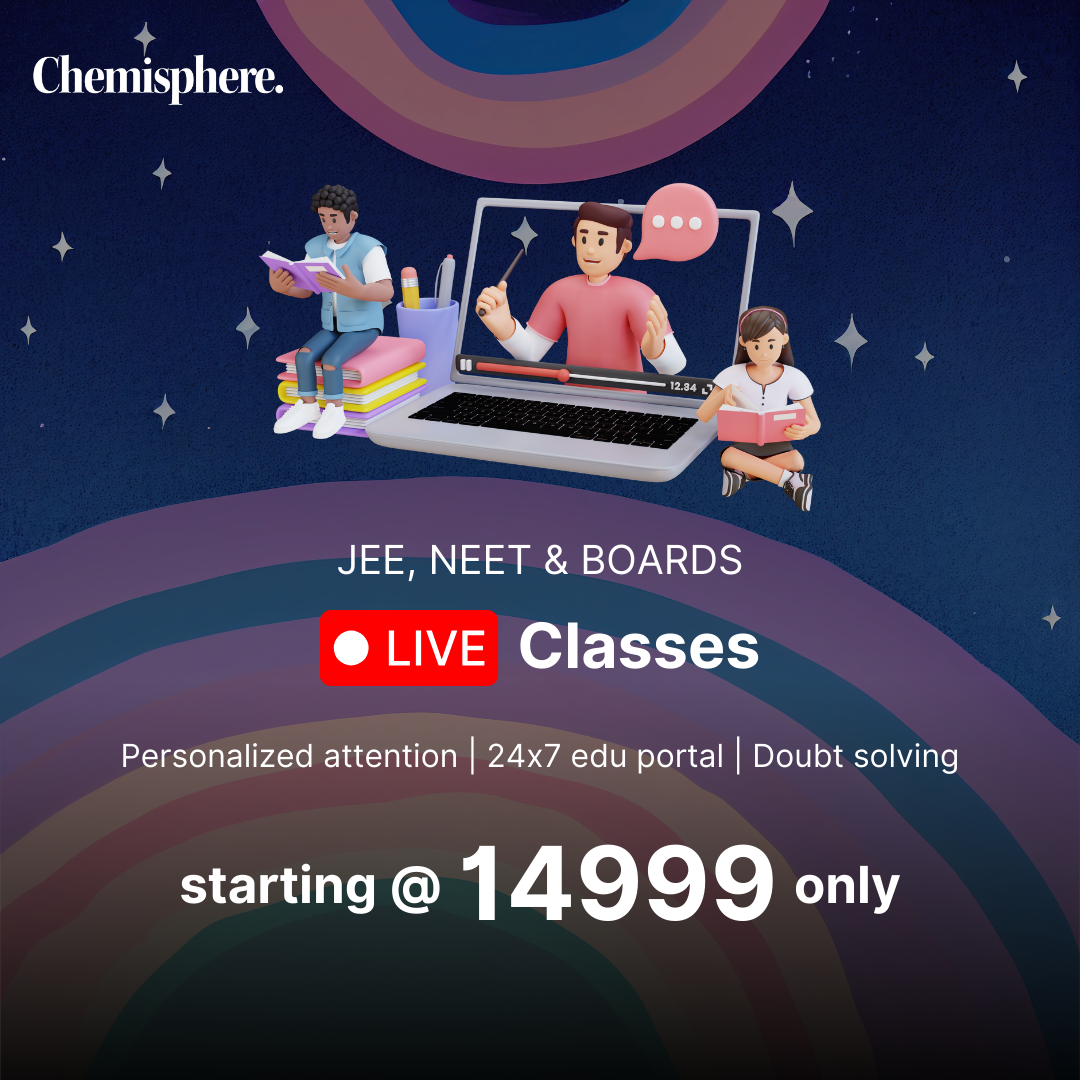 Chemisphere.
12.34
JEE, NEET & BOARDS
LIVE Classes
Personalized attention | 24x7 edu portal | Doubt solving
starting @ 14999 only